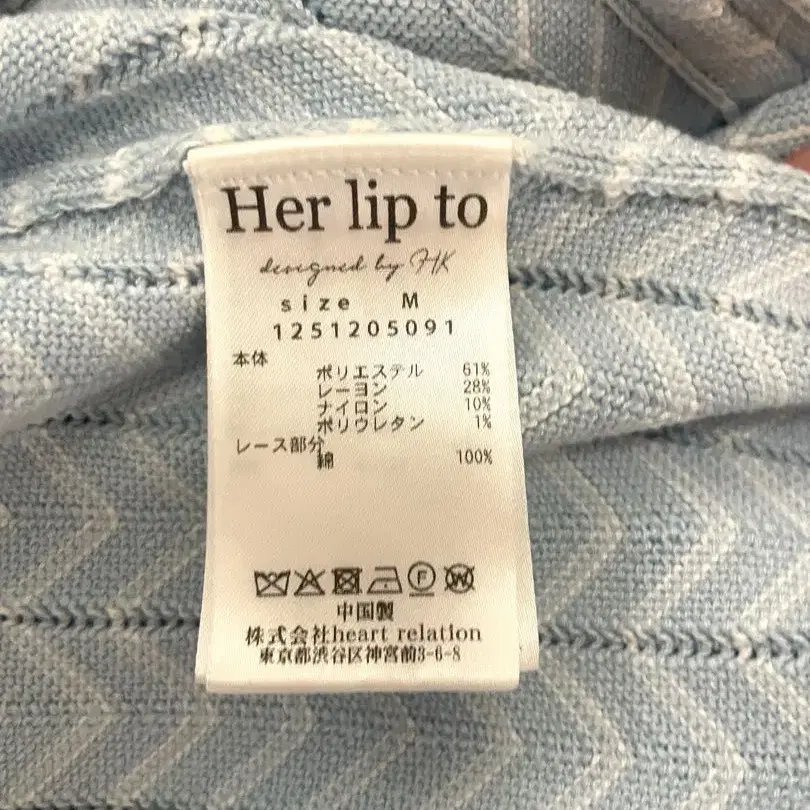 Her lip to
designed by HK
size M
1251205091
本体
ポリエステル 61%
レーヨン 28%
ナイロン 10%
ポリウレタン 1%
レース部分
綿 100%
F W
中国製
株式会社heart relation
東京都渋谷区神宮前3-6-8